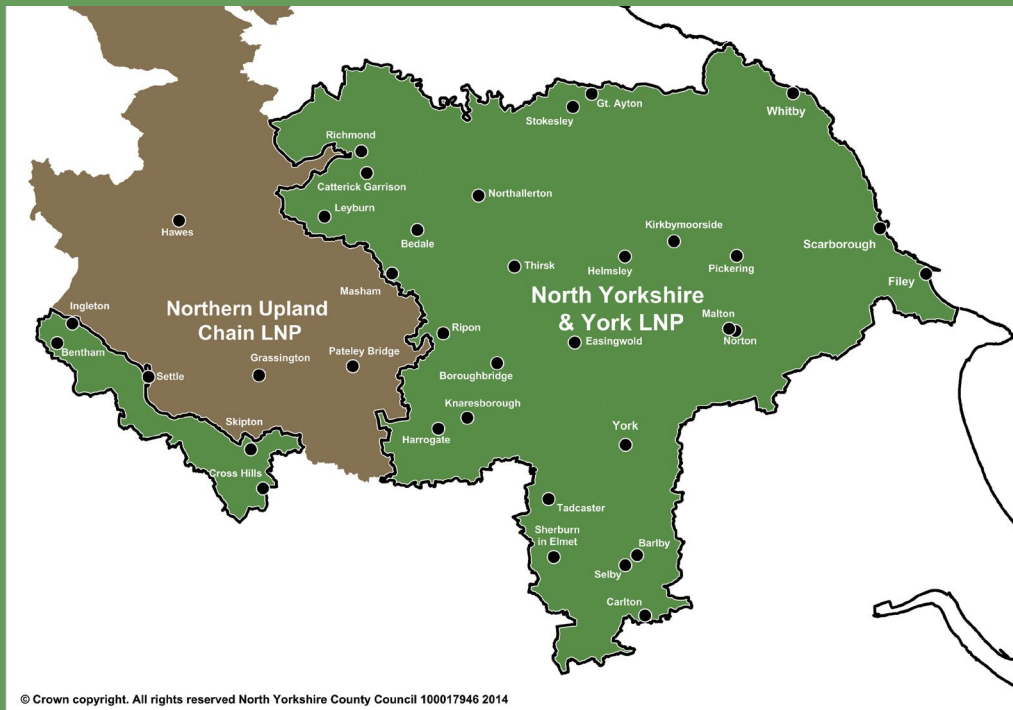 Gt. Ayton
Stokesley
Whitby
Richmond
Catterick Garrison
Northallerton
Leyburn
Hawes
Bedale
Kirkbymoorside
Scarborough
Thirsk
Helmsley
Pickering
Filey
Masham
Northern Upland
Chain LNP
North Yorkshire
& York LNP
Ingleton
Bentham
Ripon
Malton
Norton
Easingwold
Settle
Grassington
Pateley Bridge
Boroughbridge
Knaresborough
Harrogate
Skipton
York
Cross Hills
Tadcaster
Sherburn
in Elmet
Barlby
Selby
Carlton
© Crown copyright. All rights reserved North Yorkshire County Council 100017946 2014